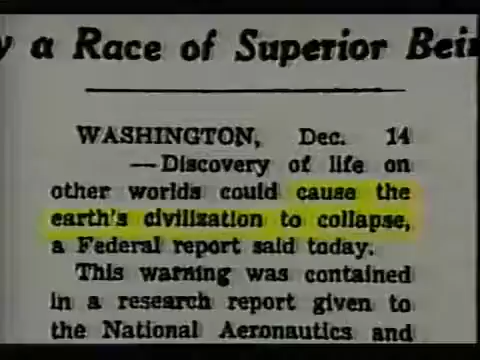 a Race of Superior
WASHINGTON, Dec. 14
—Discovery of life on
other worlds could cause the
earth's civilization to collapse,
a Federal report said today.
This warning was contained
in a research report given to
the National Aeronautics and